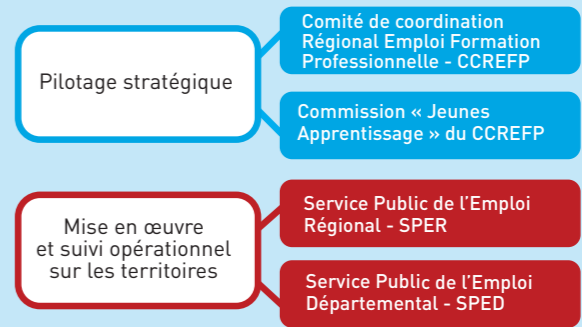 Pilotage stratégique
Comité de coordination
Régional Emploi Formation
Professionnelle - CCREFP
Commission « Jeunes
Apprentissage » du CCREFP
Mise en œuvre
et suivi opérationnel
sur les territoires
Service Public de l’Emploi
Régional - SPER
Service Public de l’Emploi
Départemental - SPED